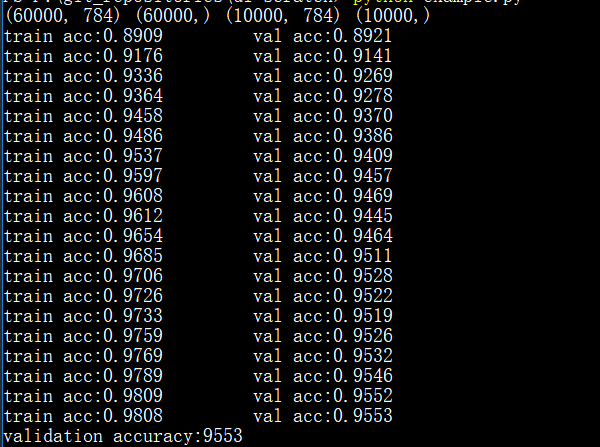 (60000, 784) (60000,) (10000, 784) (10000,)
train acc:0.8909 val acc:0.8921
train acc:0.9176 val acc:0.9141
train acc:0.9336 val acc:0.9269
train acc:0.9364 val acc:0.9278
train acc:0.9458 val acc:0.9370
train acc:0.9486 val acc:0.9386
train acc:0.9537 val acc:0.9409
train acc:0.9597 val acc:0.9457
train acc:0.9608 val acc:0.9469
train acc:0.9612 val acc:0.9445
train acc:0.9654 val acc:0.9464
train acc:0.9685 val acc:0.9511
train acc:0.9706 val acc:0.9528
train acc:0.9726 val acc:0.9522
train acc:0.9733 val acc:0.9519
train acc:0.9759 val acc:0.9526
train acc:0.9769 val acc:0.9532
train acc:0.9789 val acc:0.9546
train acc:0.9809 val acc:0.9552
train acc:0.9808 val acc:0.9553
validation accuracy:9553